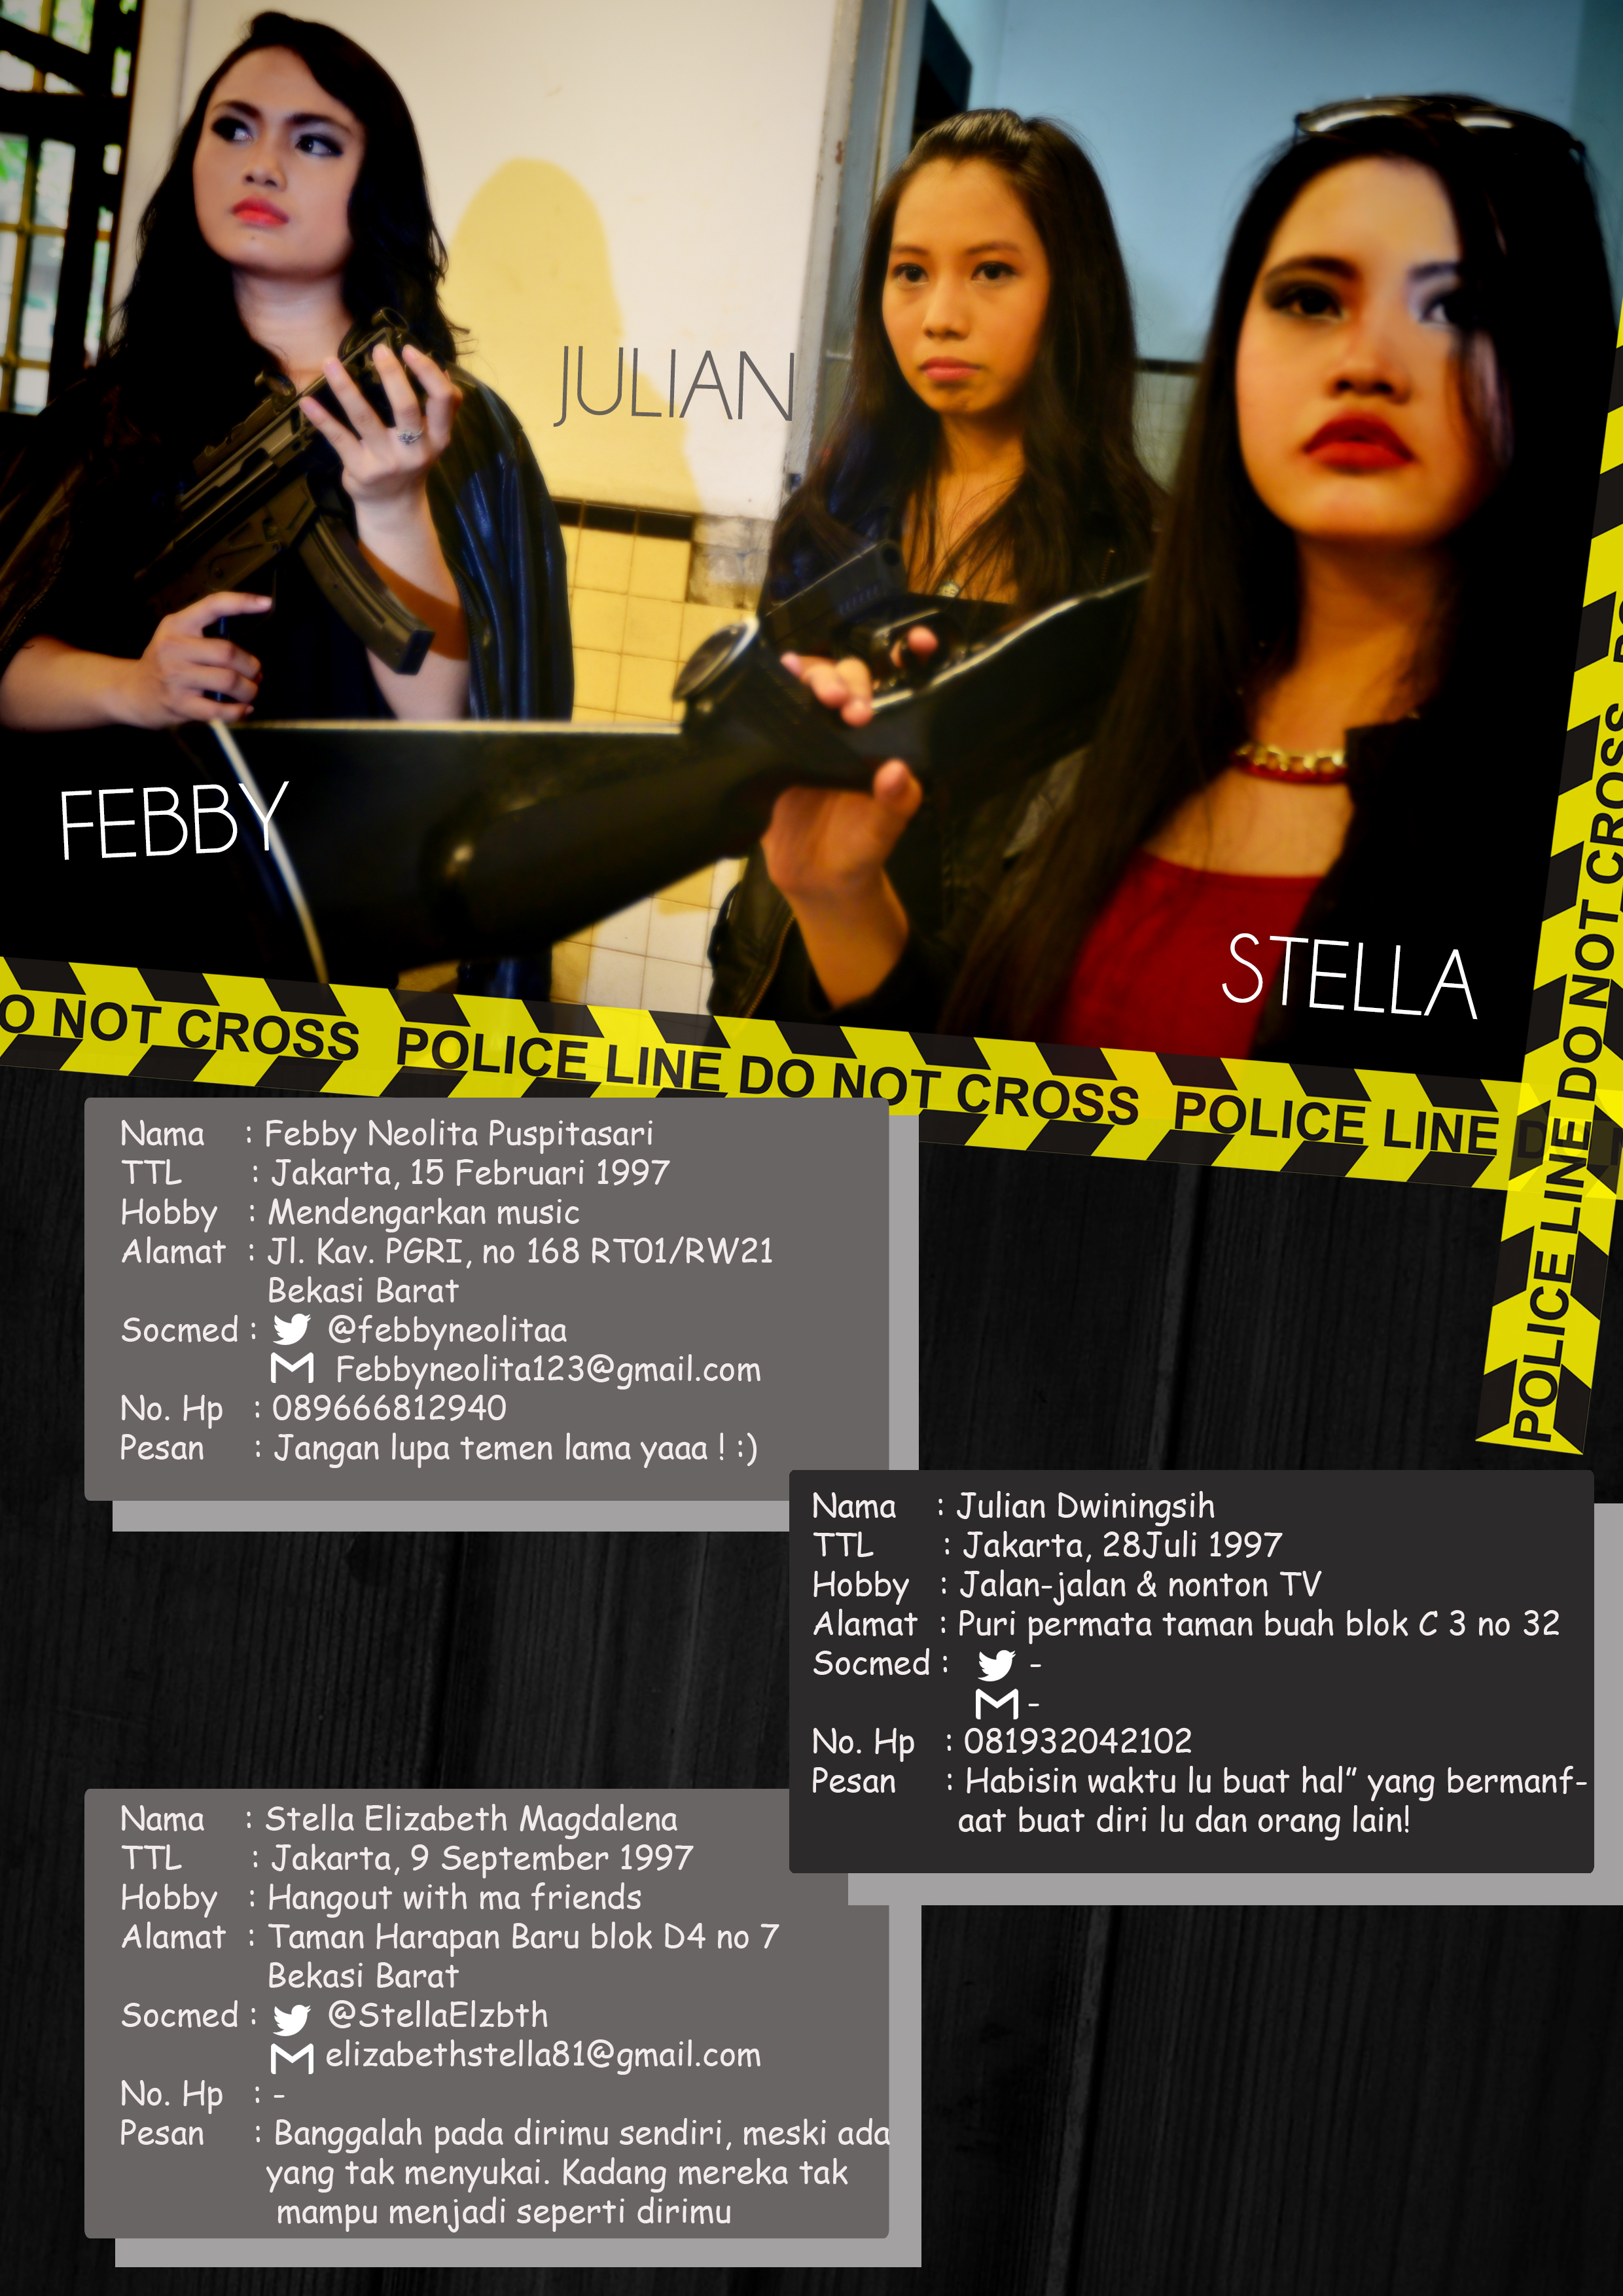 JULIAN
FEBBY
STELLA
O NOT CROSS POLICE LINE DO NOT CROSS POLICE LINE
POLICE LINE DO NOT CROSS
Nama : Febby Neolita Puspitasari
TTL : Jakarta, 15 Februari 1997
Hobby : Mendengarkan music
Alamat : Jl. Kav. PGRI, no 168 RT01/RW21
Bekasi Barat
Socmed : @febbyneolitaa
Febbyneolita123@gmail.com
No. Hp : 089666812940
Pesan : Jangan lupa temen lama yaaa ! :)
Nama : Julian Dwiningsih
TTL : Jakarta, 28Juli 1997
Hobby : Jalan-jalan & nonton TV
Alamat : Puri permata taman buah blok C 3 no 32
Socmed : -
-
No. Hp : 081932042102
Pesan : Habisin waktu lu buat hal” yang bermanf-
aat buat diri lu dan orang lain!
Nama : Stella Elizabeth Magdalena
TTL : Jakarta, 9 September 1997
Hobby : Hangout with ma friends
Alamat : Taman Harapan Baru blok D4 no 7
Bekasi Barat
Socmed : @StellaElzbth
elizabethstella81@gmail.com
No. Hp : -
Pesan : Banggalah pada dirimu sendiri, meski ada
yang tak menyukai. Kadang mereka tak
mampu menjadi seperti dirimu